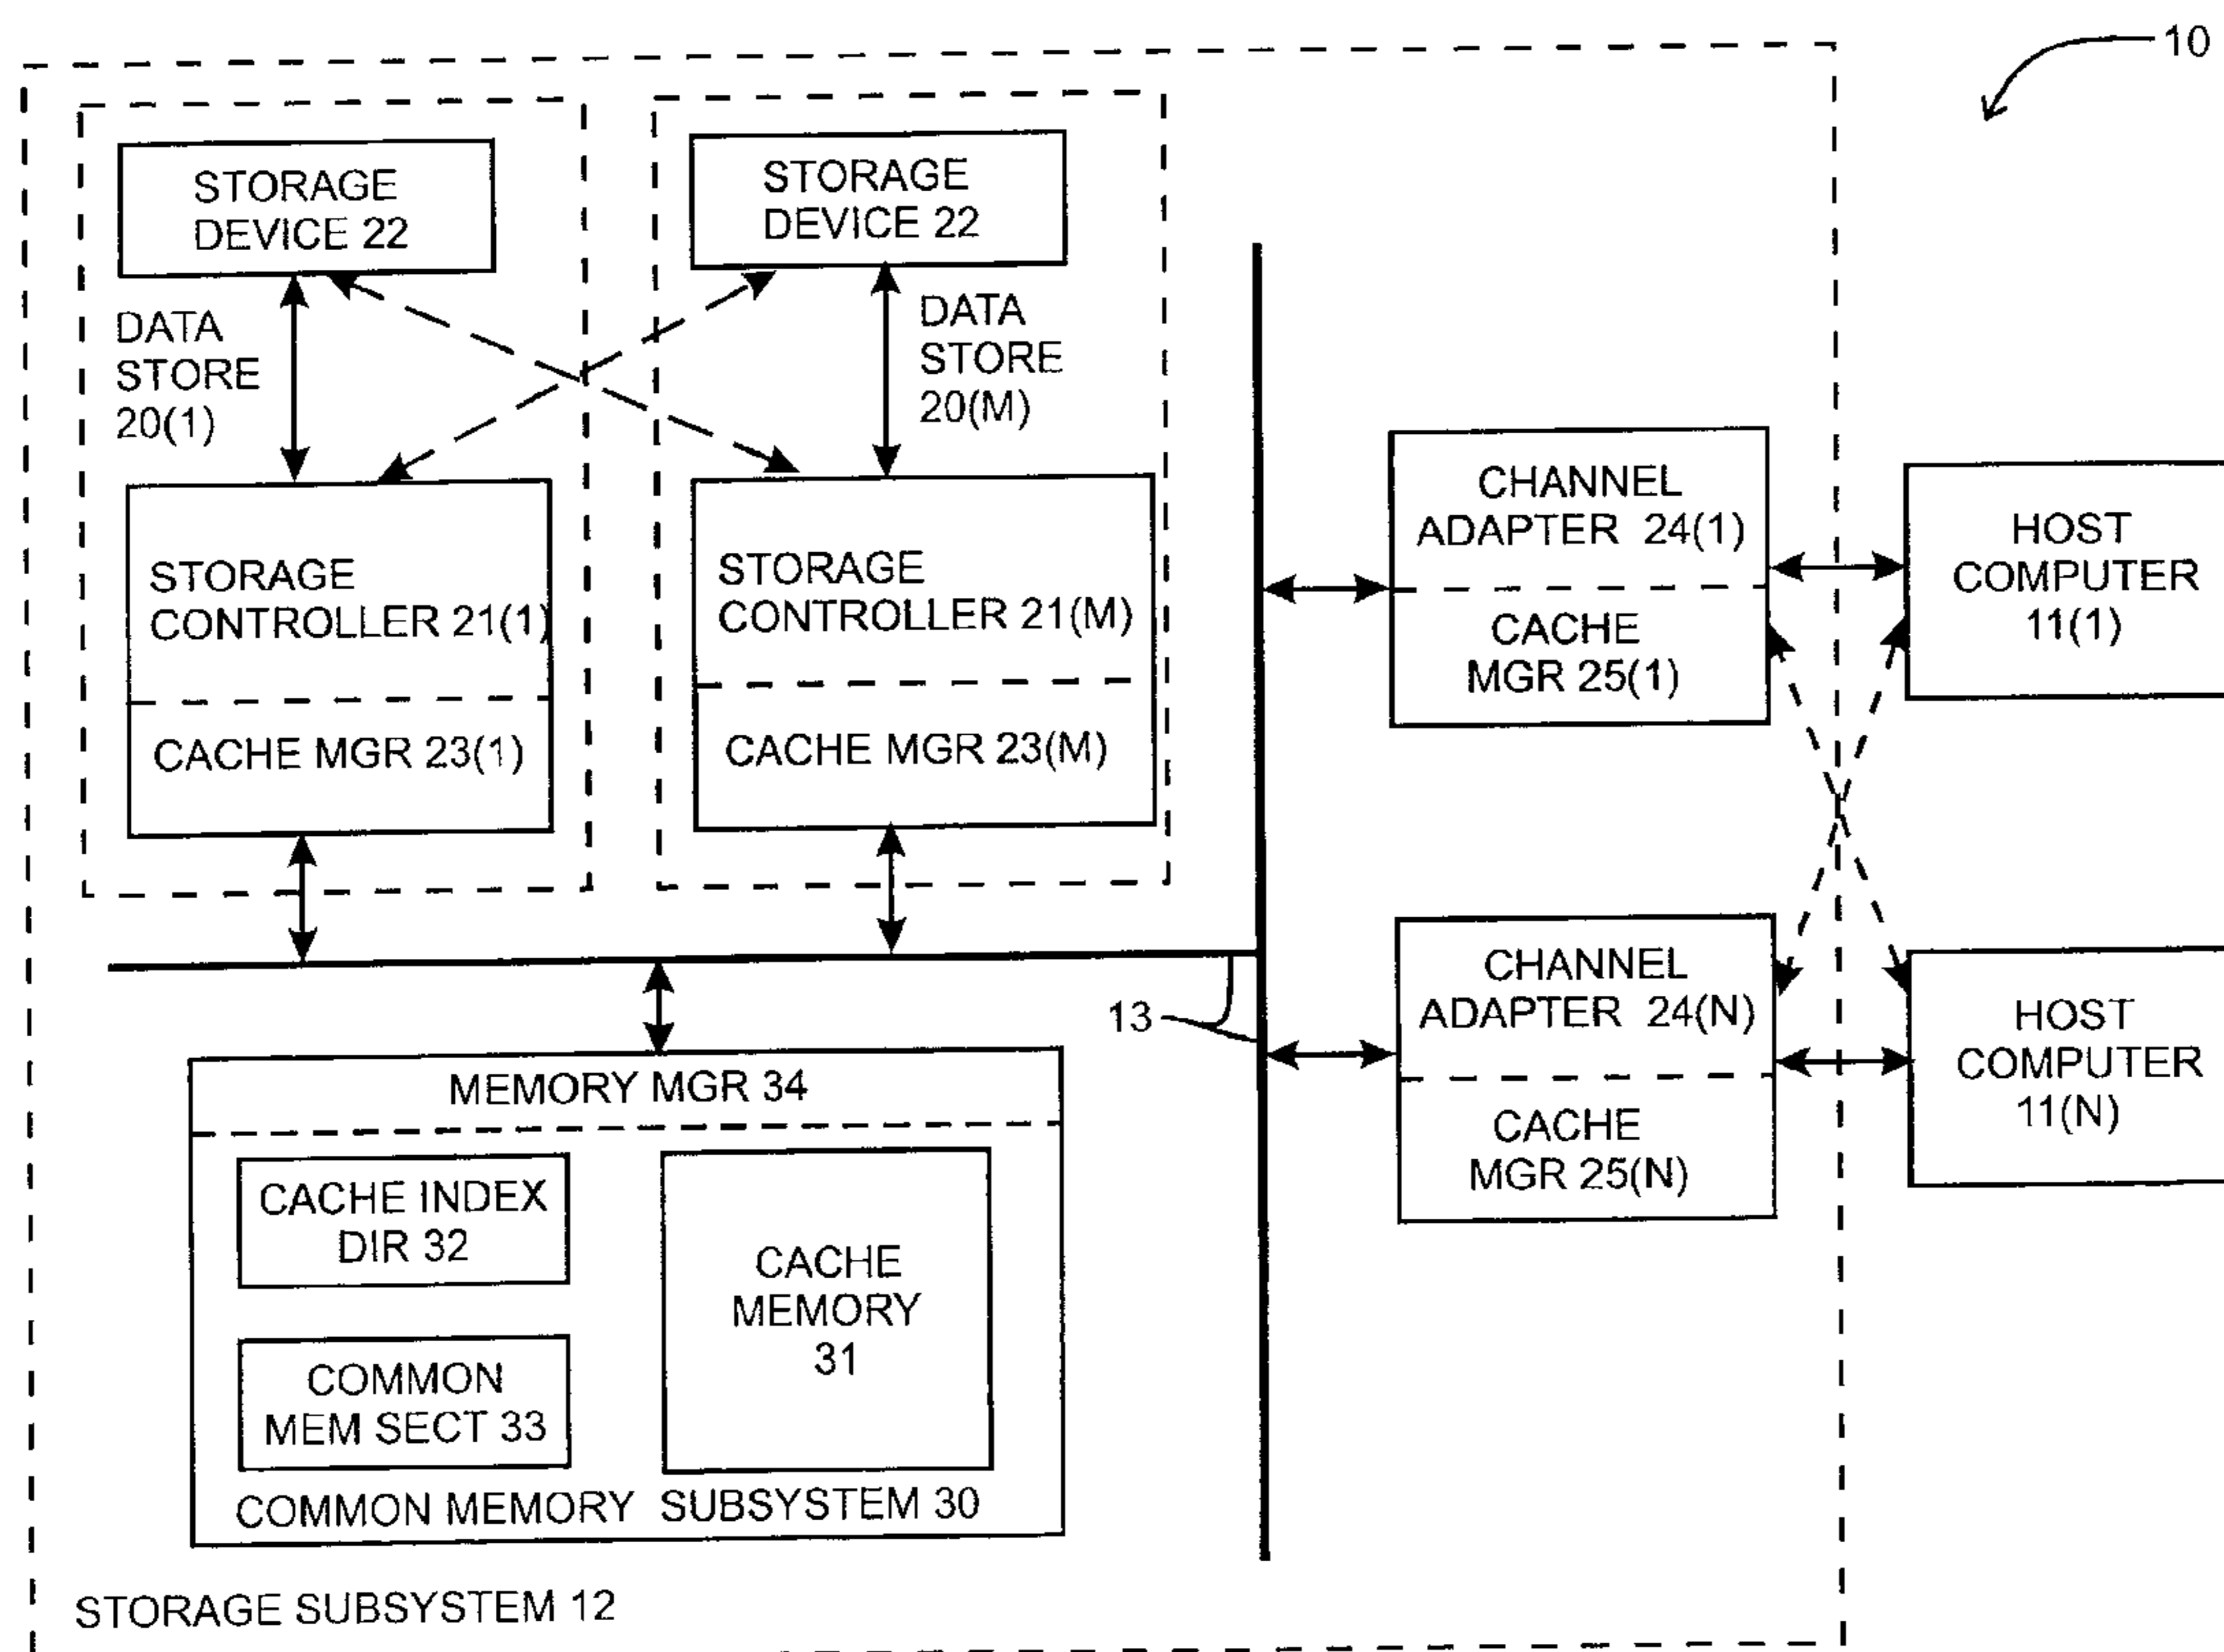 10
STORAGE
DEVICE 22
STORAGE
DEVICE 22
DATA
STORE
20(1)
DATA
STORE
20(M)
STORAGE
CONTROLLER 21(1)
CACHE MGR 23(1)
STORAGE
CONTROLLER 21(M)
CACHE MGR 23(M)
CHANNEL
ADAPTER 24(1)
CACHE
MGR 25(1)
HOST
COMPUTER
11(1)
13
CHANNEL
ADAPTER 24(N)
CACHE
MGR 25(N)
HOST
COMPUTER
11(N)
MEMORY MGR 34
CACHE INDEX
DIR 32
COMMON
MEM SECT 33
CACHE
MEMORY
31
COMMON MEMORY SUBSYSTEM 30
STORAGE SUBSYSTEM 12